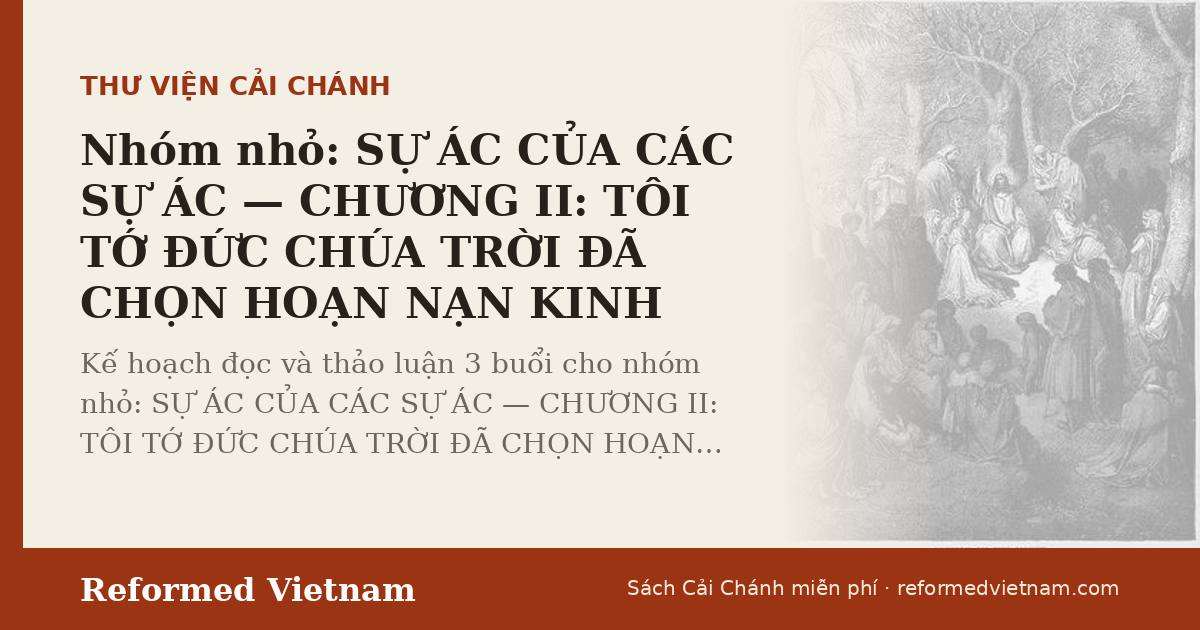 THƯ VIỆN CẢI CHÁNH
Nhóm nhỏ: SỰ ÁC CỦA CÁC
SỰ ÁC — CHƯƠNG II: TÔI
TỚ ĐỨC CHÚA TRỜI ĐÃ
CHỌN HOẠN NẠN KINH
Kế hoạch đọc và thảo luận 3 buổi cho nhóm
nhỏ: SỰ ÁC CỦA CÁC SỰ ÁC — CHƯƠNG II:
TÔI TỚ ĐỨC CHÚA TRỜI ĐÃ CHỌN HOẠN...
Reformed Vietnam
Sách Cải Chánh miễn phí · reformedvietnam.com